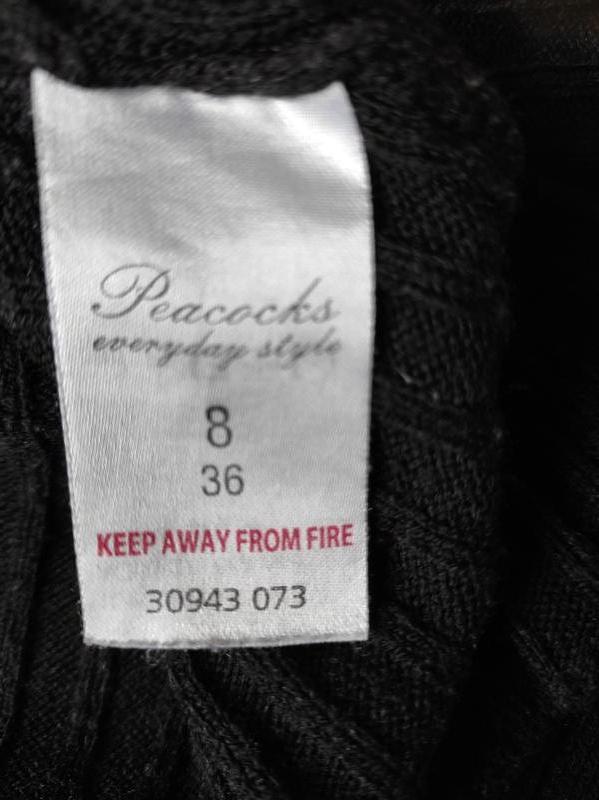 Peacocks
everyday style
8
36
KEEP AWAY FROM FIRE
30943 073